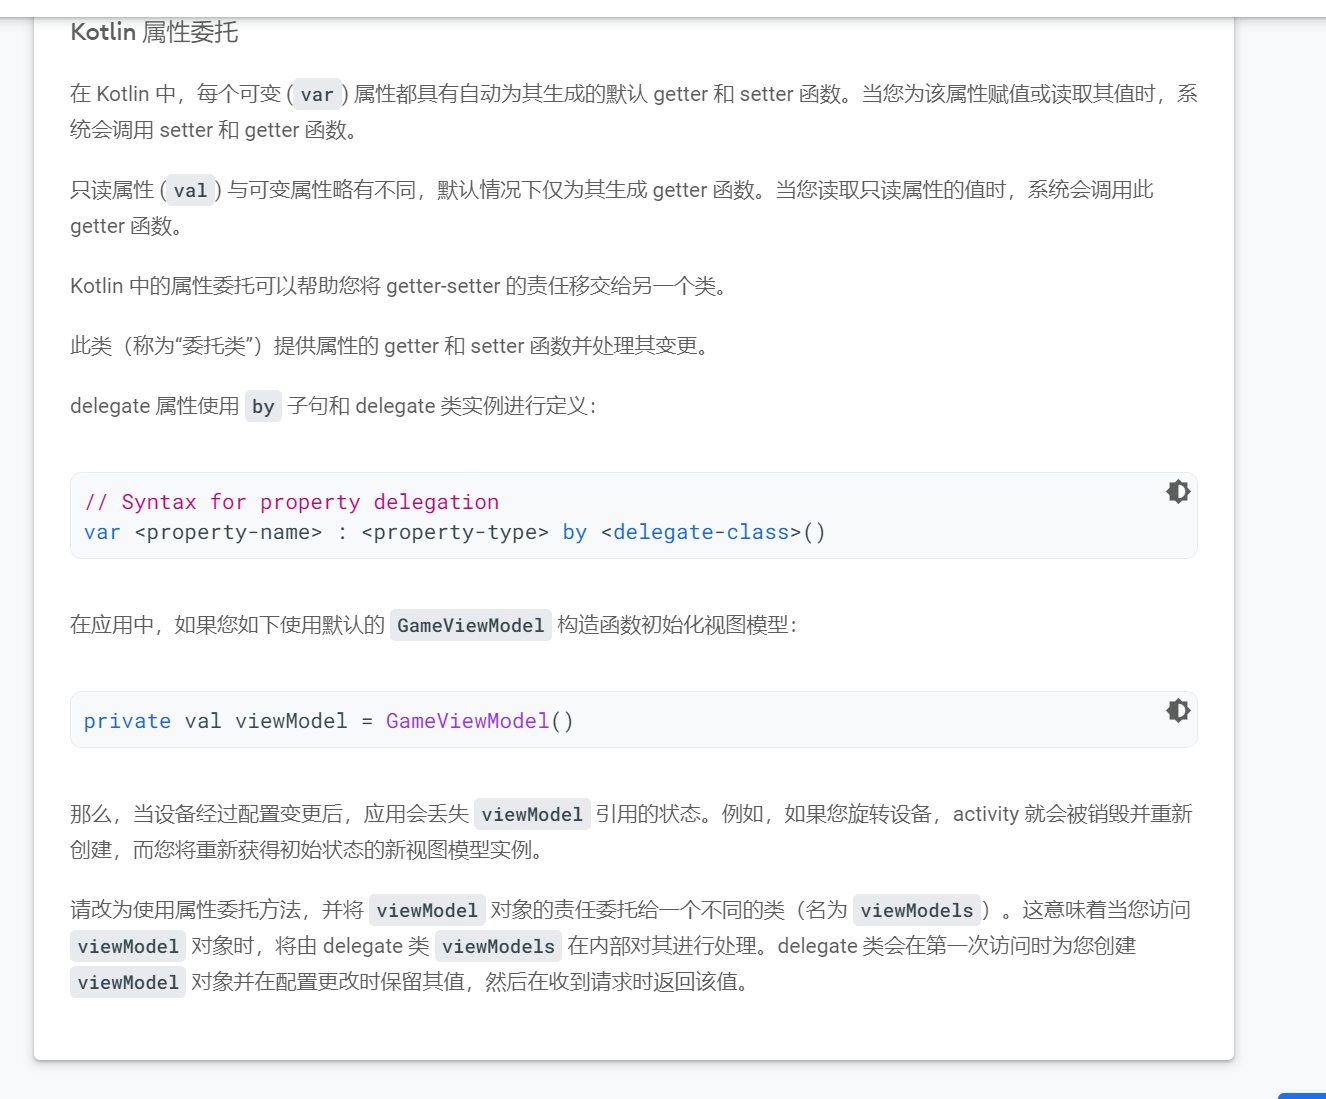 Kotlin 属性委托
在 Kotlin 中，每个可变 (var) 属性都具有自动为其生成的默认 getter 和 setter 函数。当您为该属性赋值或读取其值时，系
统会调用 setter 和 getter 函数。
只读属性 (val) 与可变属性略有不同，默认情况下仅为其生成 getter 函数。当您读取只读属性的值时，系统会调用此
getter 函数。
Kotlin 中的属性委托可以帮助您将 getter-setter 的责任移交给另一个类。
此类（称为“委托类”）提供属性的 getter 和 setter 函数并处理其变更。
delegate 属性使用 by 子句和 delegate 类实例进行定义：
// Syntax for property delegation
var <property-name> : <property-type> by <delegate-class>()
在应用中，如果您如下使用默认的 GameViewModel 构造函数初始化视图模型：
private val viewModel = GameViewModel()
那么，当设备经过配置变更后，应用会丢失 viewModel 引用的状态。例如，如果您旋转设备，activity 就会被销毁并重新
创建，而您将重新获得初始状态的新视图模型实例。
请改为使用属性委托方法，并将 viewModel 对象的责任委托给一个不同的类（名为 viewModels）。这意味着当您访问
viewModel 对象时，将由 delegate 类 viewModels 在内部对其进行处理。delegate 类会在第一次访问时为您创建
viewModel 对象并在配置更改时保留其值，然后在收到请求时返回该值。